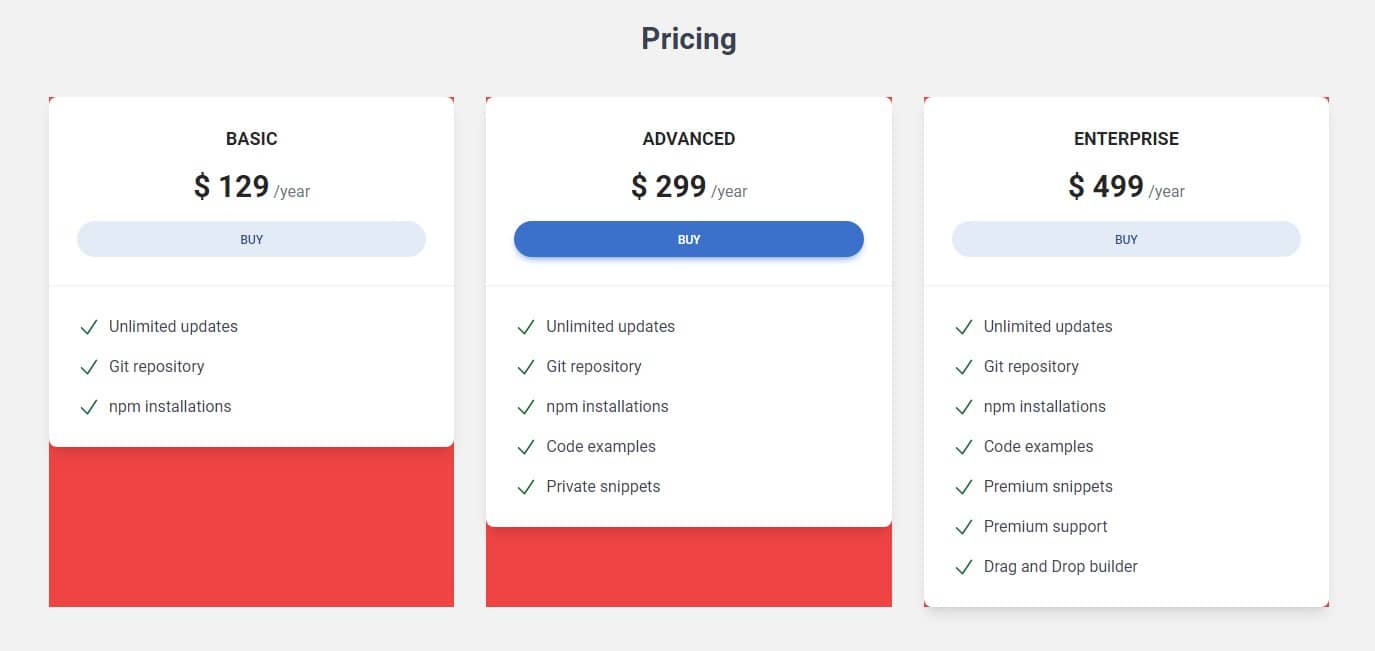 Pricing
BASIC
$ 129 /year
BUY
Unlimited updates
Git repository
npm installations
ADVANCED
$ 299 /year
BUY
Unlimited updates
Git repository
npm installations
Code examples
Private snippets
ENTERPRISE
$ 499 /year
BUY
Unlimited updates
Git repository
npm installations
Code examples
Premium snippets
Premium support
Drag and Drop builder